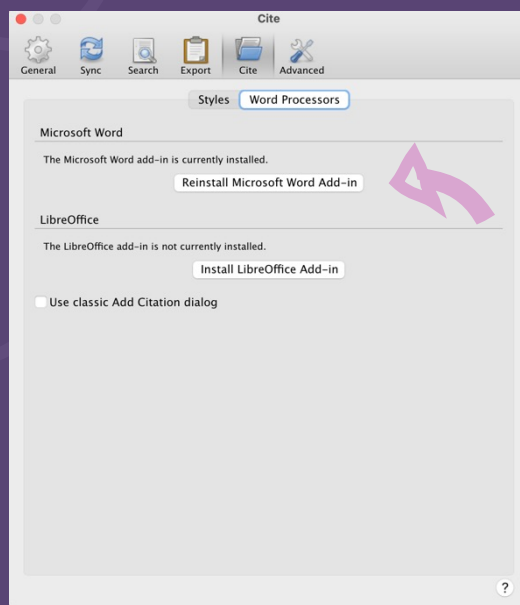 Cite
General Sync Search Export Cite Advanced
Styles Word Processors
Microsoft Word
The Microsoft Word add-in is currently installed.
Reinstall Microsoft Word Add-in
LibreOffice
The LibreOffice add-in is not currently installed.
Install LibreOffice Add-in
Use classic Add Citation dialog
?